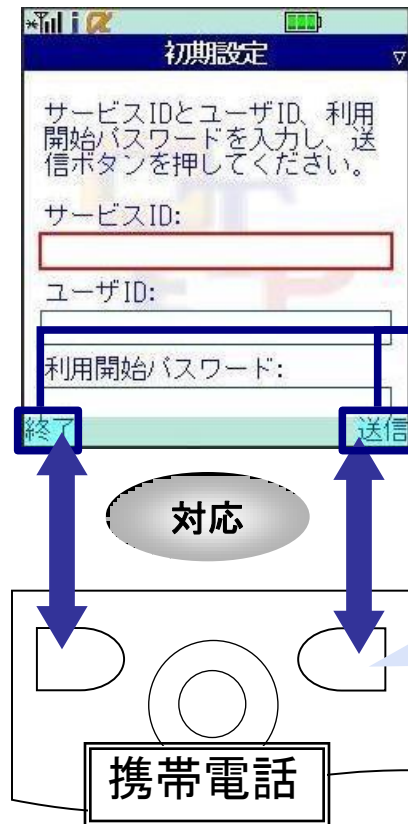 初期設定
サービスIDとユーザID、利用
開始パスワードを入力し、送
信ボタンを押してください。
サービスID:
ユーザID:
利用開始パスワード:
終了
送信
対応
携帯電話